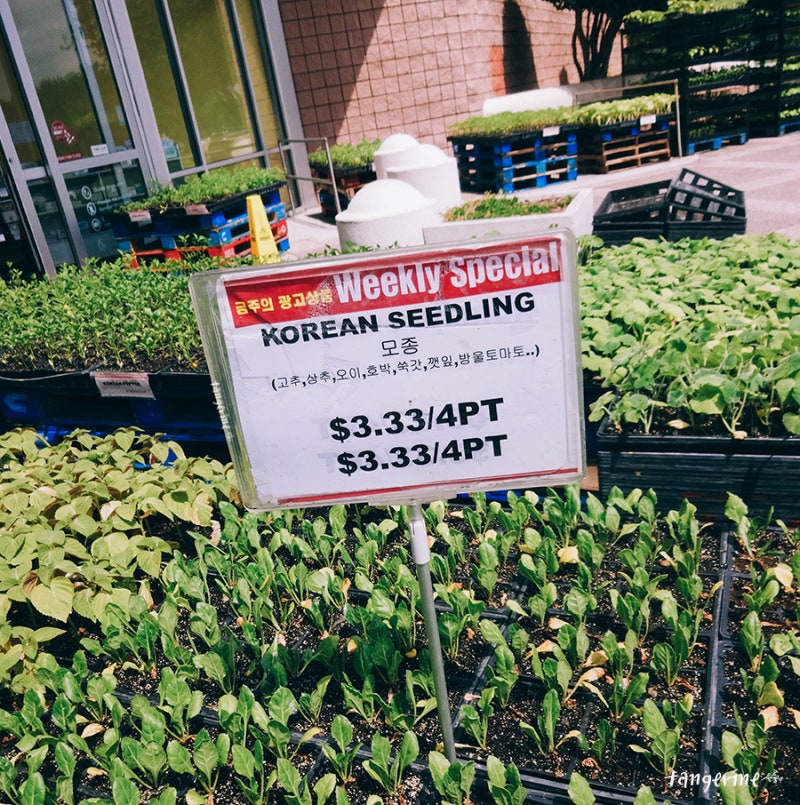 금주의 광고상품 Weekly Special
KOREAN SEEDLING
모종
(고추,상추,오이,호박,쑥갓,깻잎,방울토마토..)
$3.33/4PT
$3.33/4PT
tangerine